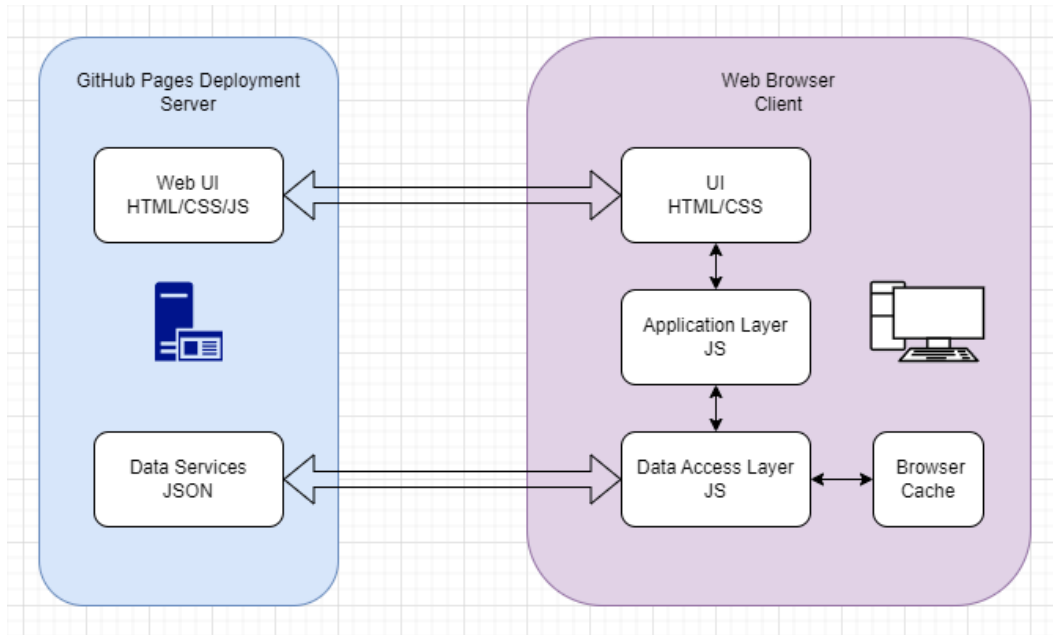 GitHub Pages Deployment
Server
Web UI
HTML/CSS/JS
Data Services
JSON
Web Browser
Client
UI
HTML/CSS
Application Layer
JS
Data Access Layer
JS
Browser
Cache